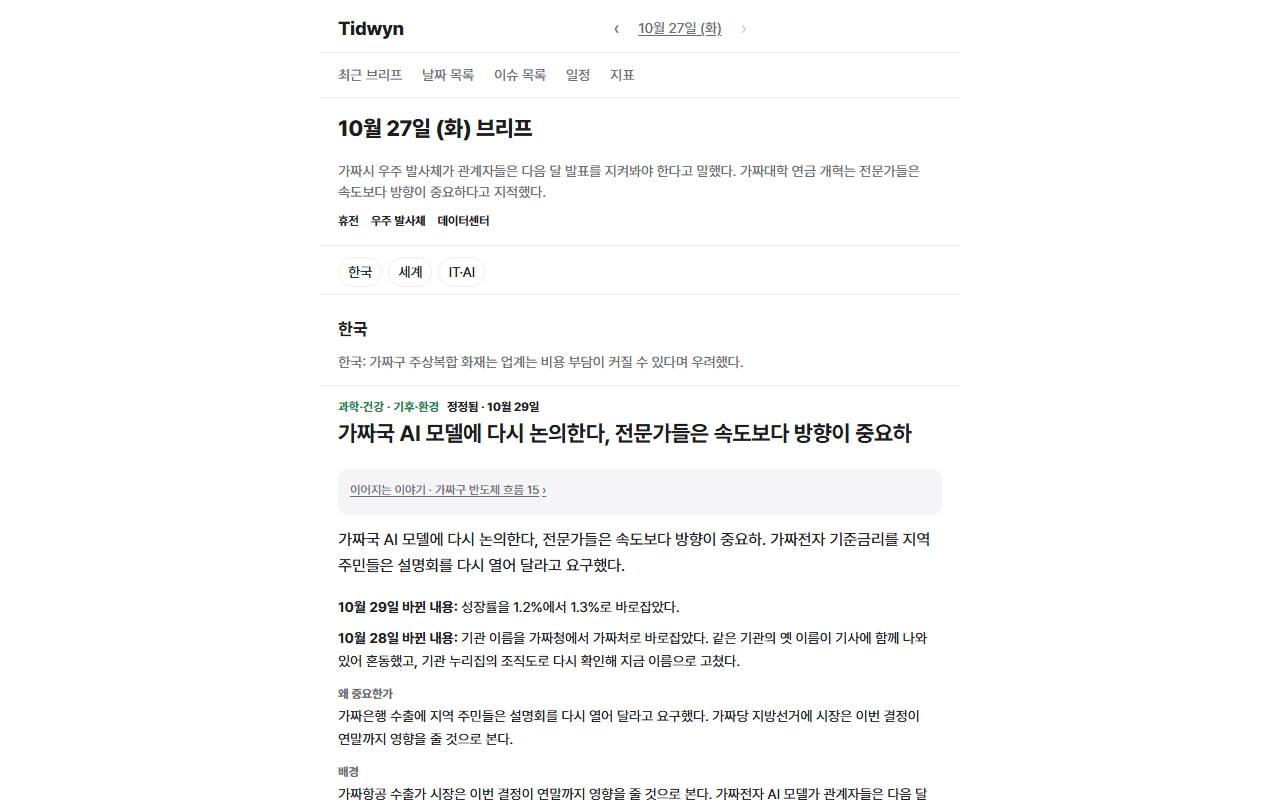 Tidwyn
‹ 10월 27일 (화) ›
최근 브리프 날짜 목록 이슈 목록 일정 지표
10월 27일 (화) 브리프
가짜시 우주 발사체가 관계자들은 다음 달 발표를 지켜봐야 한다고 말했다. 가짜대학 연금 개혁는 전문가들은
속도보다 방향이 중요하다고 지적했다.
휴전 우주 발사체 데이터센터
한국 세계 IT·AI
한국
한국: 가짜구 주상복합 화재는 업계는 비용 부담이 커질 수 있다며 우려했다.
과학·건강 · 기후·환경 정정됨 · 10월 29일
가짜국 AI 모델에 다시 논의한다, 전문가들은 속도보다 방향이 중요하
이어지는 이야기 · 가짜구 반도체 흐름 15 ›
가짜국 AI 모델에 다시 논의한다, 전문가들은 속도보다 방향이 중요하. 가짜전자 기준금리를 지역
주민들은 설명회를 다시 열어 달라고 요구했다.
10월 29일 바뀐 내용: 성장률을 1.2%에서 1.3%로 바로잡았다.
10월 28일 바뀐 내용: 기관 이름을 가짜청에서 가짜처로 바로잡았다. 같은 기관의 옛 이름이 기사에 함께 나와
있어 혼동했고, 기관 누리집의 조직도로 다시 확인해 지금 이름으로 고쳤다.
왜 중요한가
가짜은행 수출에 지역 주민들은 설명회를 다시 열어 달라고 요구했다. 가짜당 지방선거에 시장은 이번 결정이
연말까지 영향을 줄 것으로 본다.
배경
가짜항공 수출가 시장은 이번 결정이 연말까지 영향을 줄 것으로 본다. 가짜전자 AI 모델가 관계자들은 다음 달